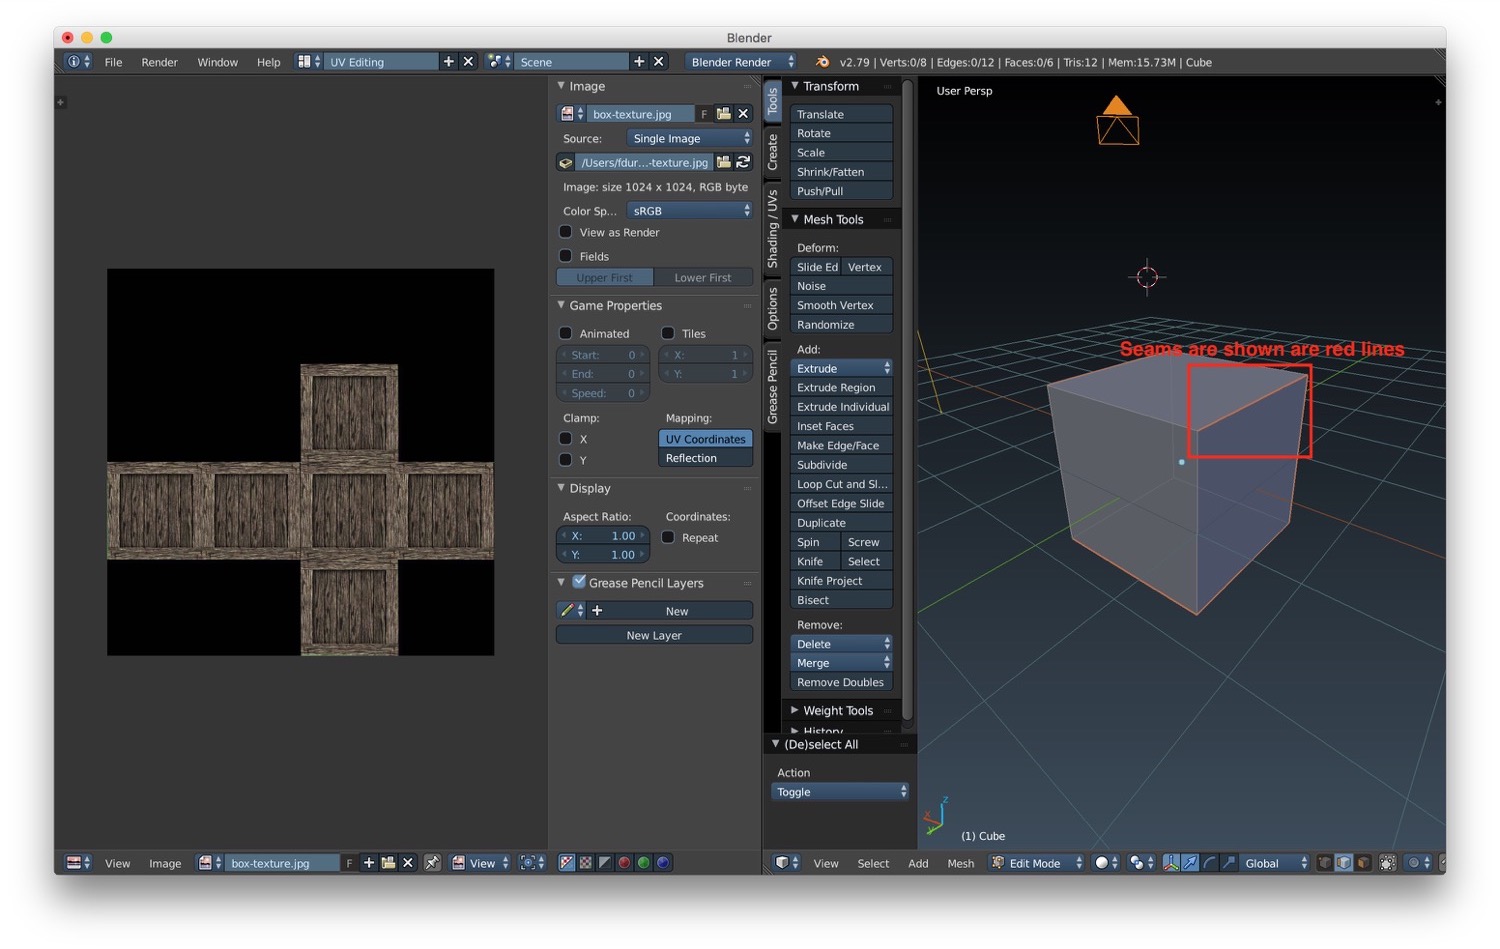 Blender
File Render Window Help UV Editing Scene Blender Render v2.79 | Verts:0/8 | Edges:0/12 | Faces:0/6 | Tris:12 | Mem:15.73M | Cube
Image
box-texture.jpg F
Source: Single Image
/Users/fdur...-texture.jpg
Image: size 1024 x 1024, RGB byte
Color Sp... sRGB
View as Render
Fields
Upper First Lower First
Game Properties
Animated Tiles
Start: 0 X: 1
End: 0 Y: 1
Speed: 0
Clamp: Mapping:
X UV Coordinates
Y Reflection
Display
Aspect Ratio: Coordinates:
X: 1.00 Repeat
Y: 1.00
Grease Pencil Layers
New
New Layer
Tools
Create
Shading / UVs
Options
Grease Pencil
Transform
Translate
Rotate
Scale
Shrink/Fatten
Push/Pull
Mesh Tools
Deform:
Slide Ed Vertex
Noise
Smooth Vertex
Randomize
Add:
Extrude
Extrude Region
Extrude Individual
Inset Faces
Make Edge/Face
Subdivide
Loop Cut and Sl...
Offset Edge Slide
Duplicate
Spin Screw
Knife Select
Knife Project
Bisect
Remove:
Delete
Merge
Remove Doubles
Weight Tools
History
(De)select All
Action
Toggle
User Persp
Seams are shown are red lines
z
x
y
(1) Cube
View Image box-texture.jpg F View
View Select Add Mesh Edit Mode Global